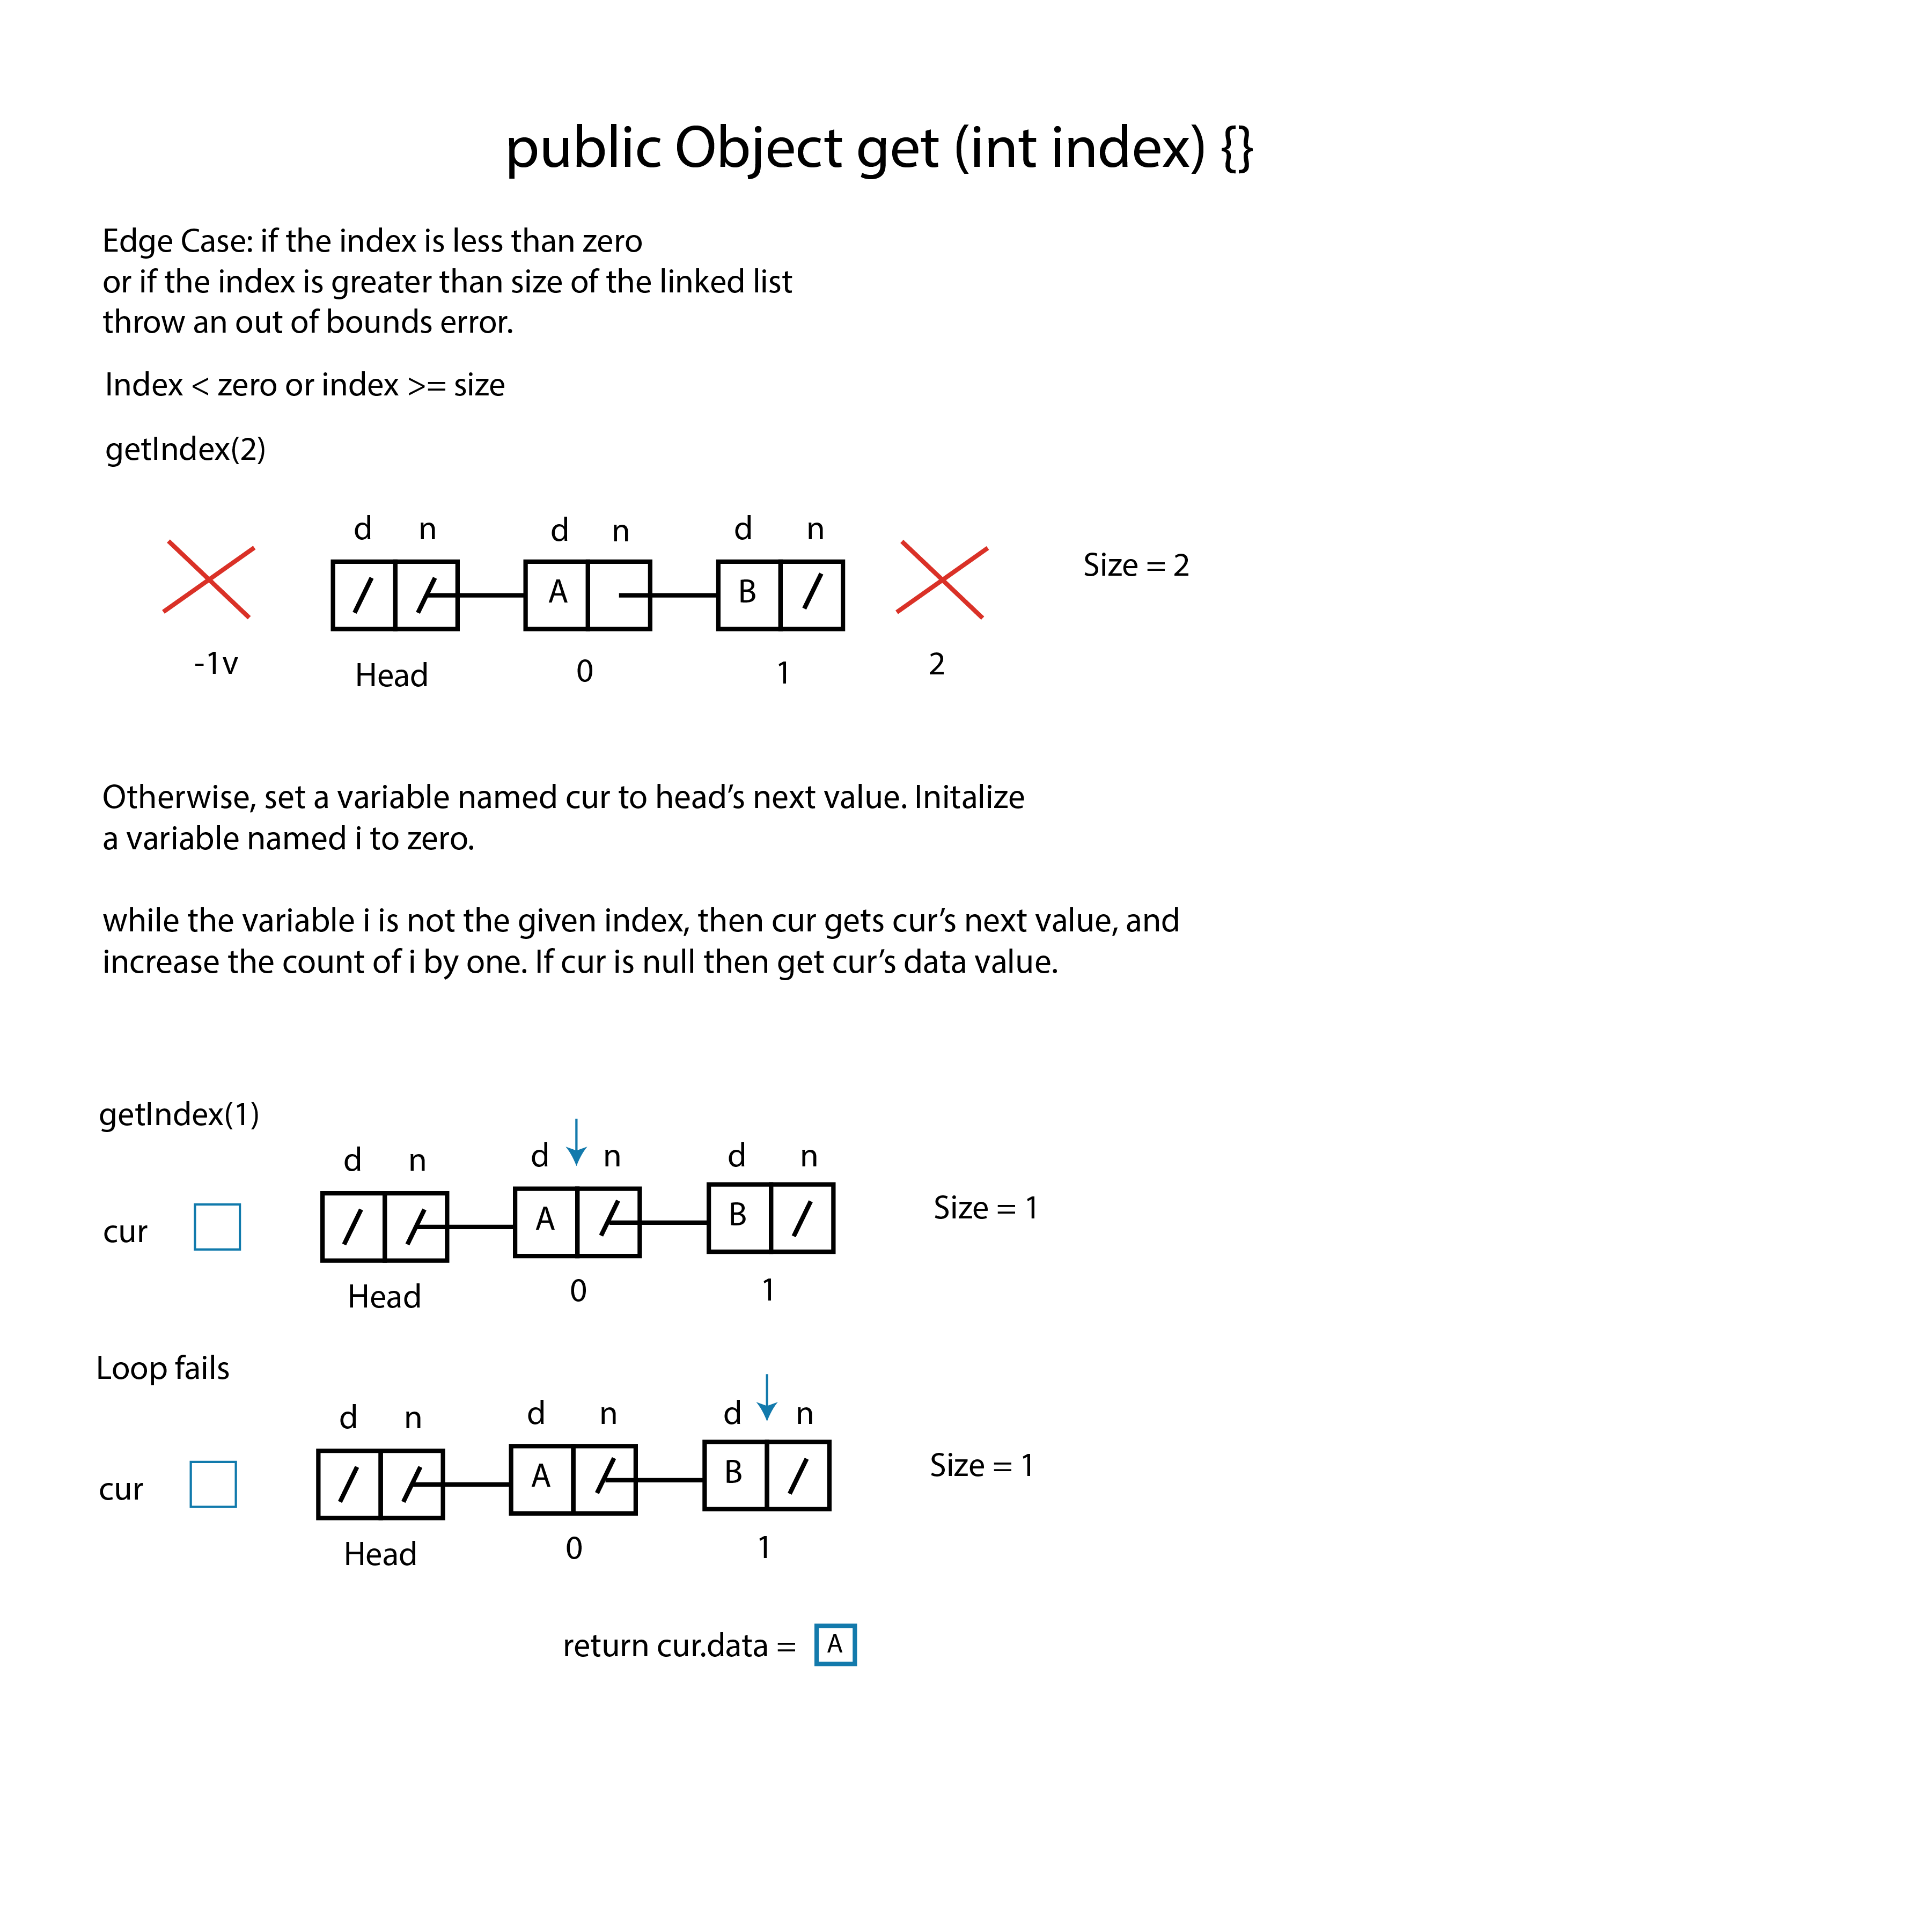 public Object get (int index) {}
Edge Case: if the index is less than zero
or if the index is greater than size of the linked list
throw an out of bounds error.
Index < zero or index >= size
getIndex(2)
d n d n d n
A B
Size = 2
-1v Head 0 1 2
Otherwise, set a variable named cur to head’s next value. Initalize
a variable named i to zero.
while the variable i is not the given index, then cur gets cur’s next value, and
increase the count of i by one. If cur is null then get cur’s data value.
getIndex(1)
d n d n d n
cur A B Size = 1
Head 0 1
Loop fails
d n d n d n
cur A B Size = 1
Head 0 1
return cur.data = A